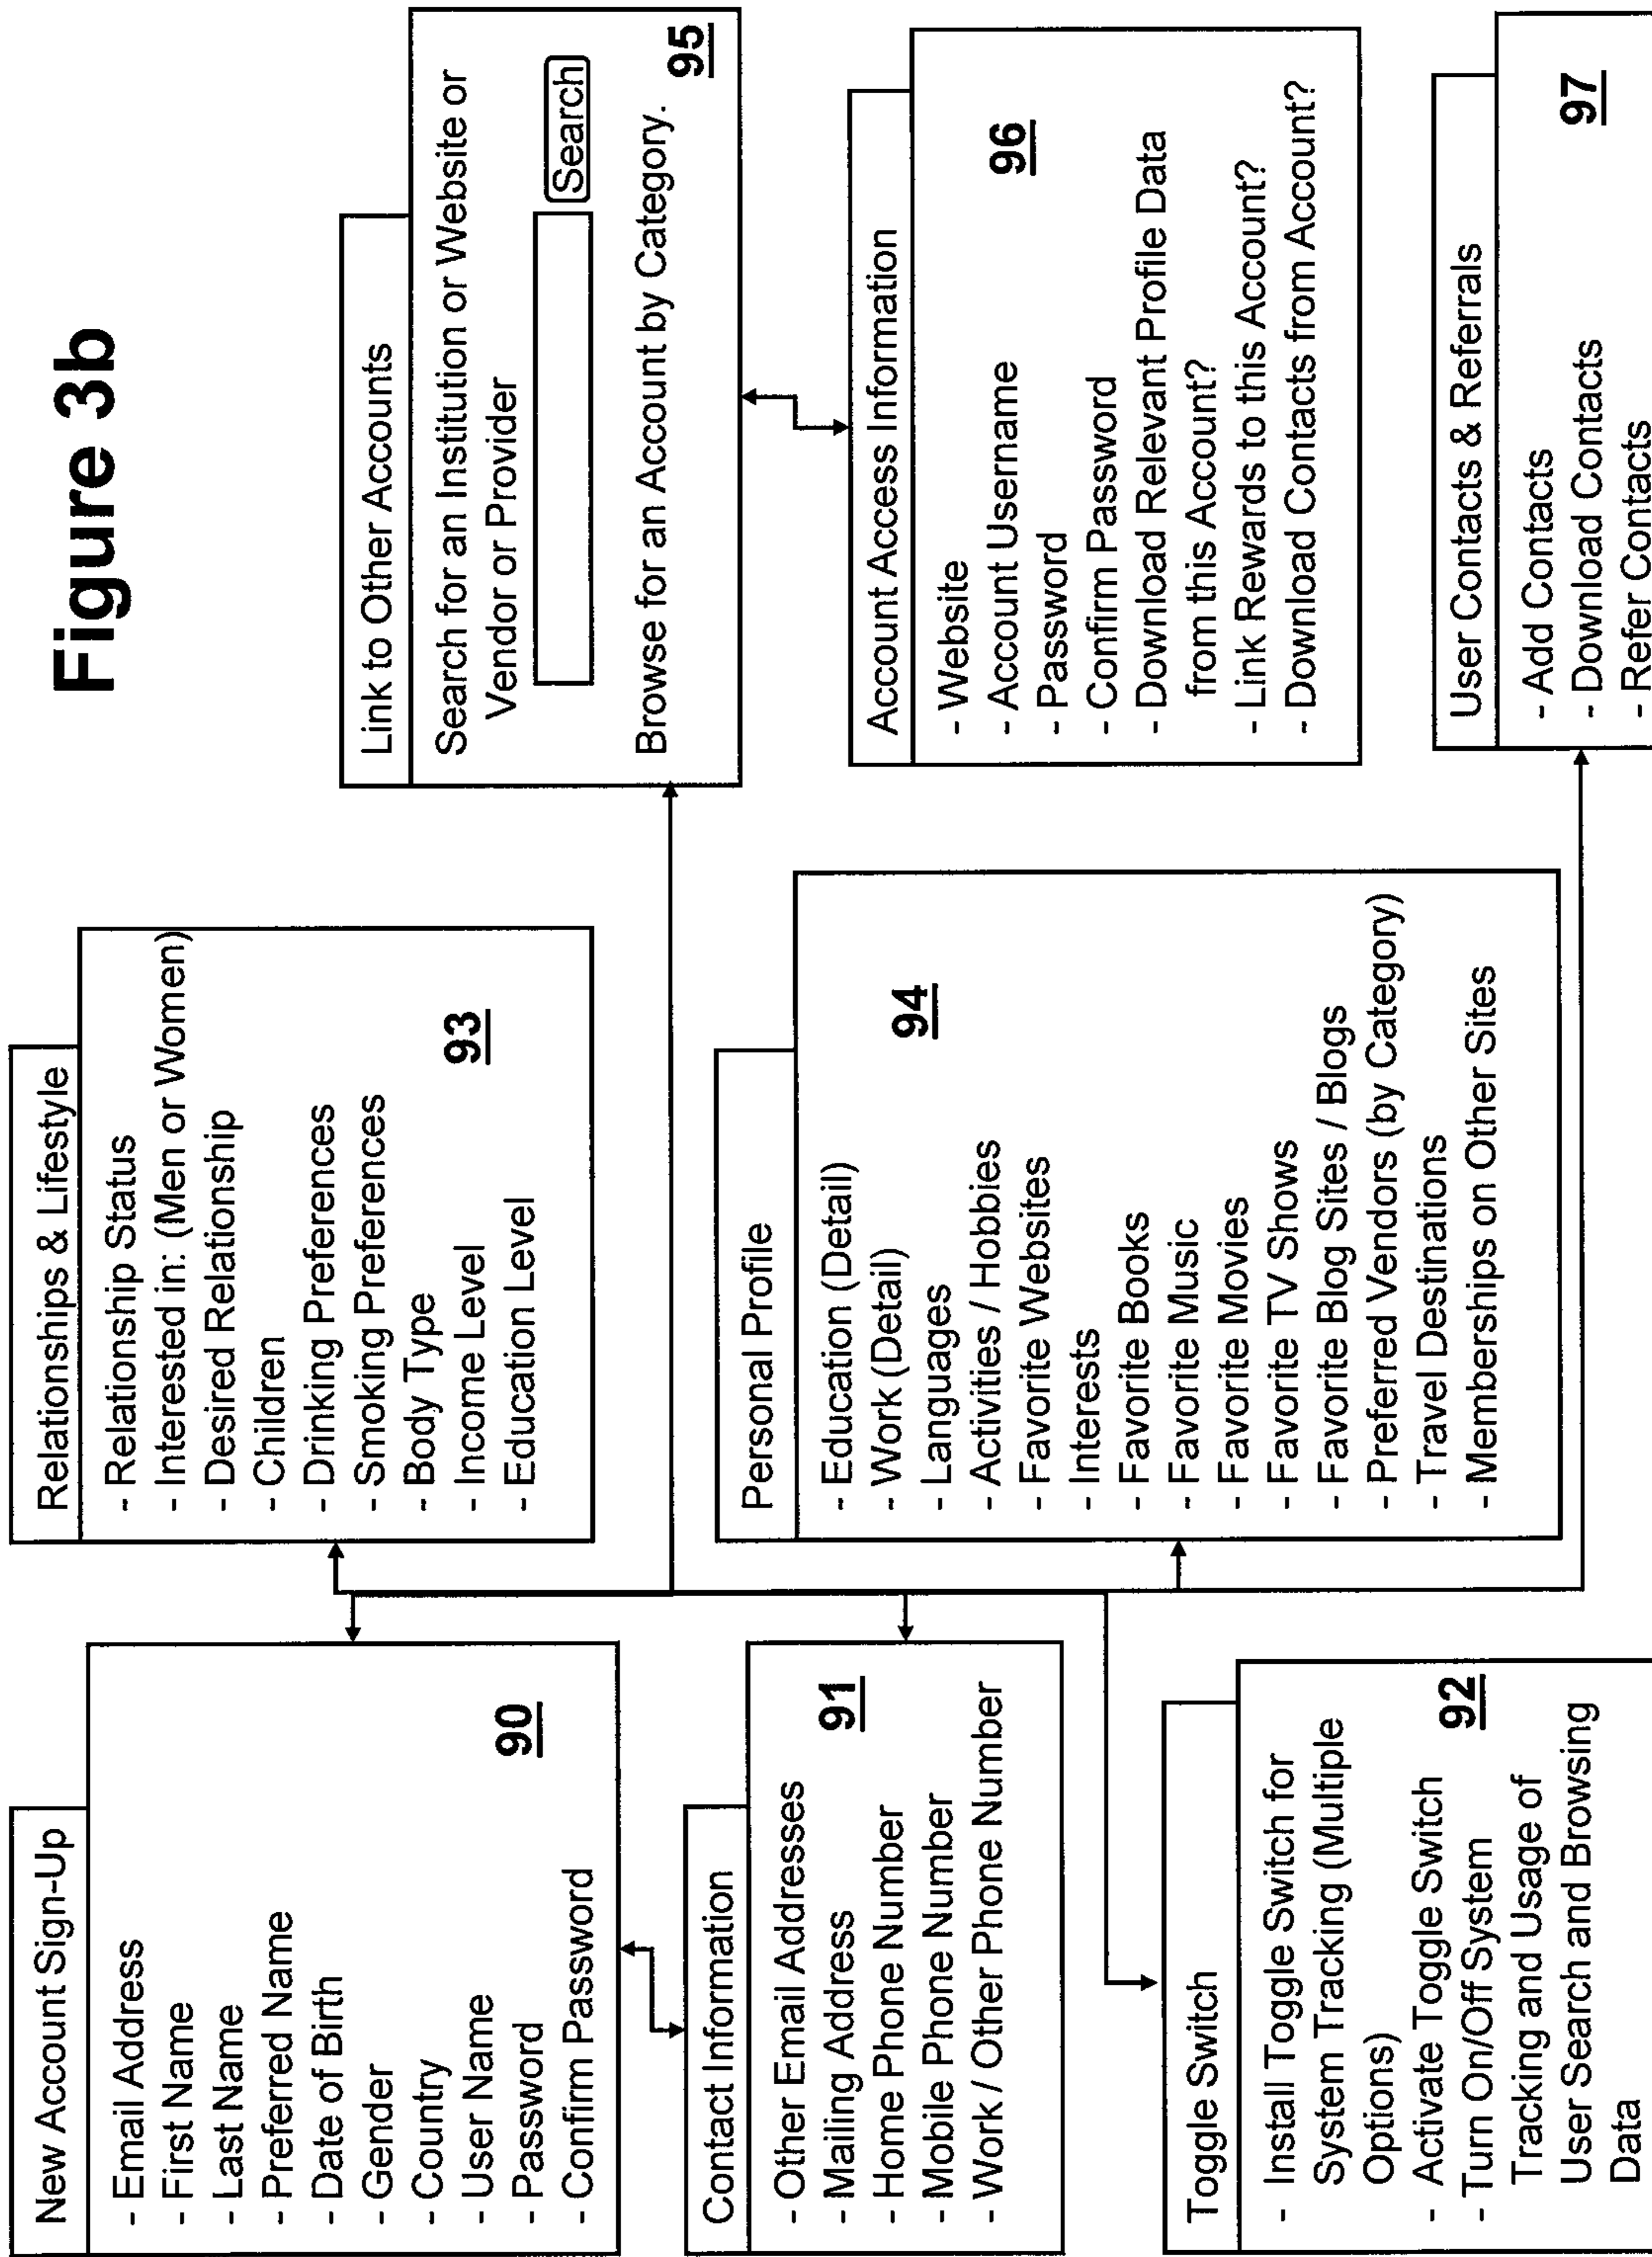 Figure 3b
New Account Sign-Up
- Email Address
- First Name
- Last Name
- Preferred Name
- Date of Birth
- Gender
- Country
- User Name
- Password
- Confirm Password
90
Contact Information
- Other Email Addresses
- Mailing Address
- Home Phone Number
- Mobile Phone Number
- Work / Other Phone Number
91
Toggle Switch
- Install Toggle Switch for
System Tracking (Multiple
Options)
- Activate Toggle Switch
- Turn On/Off System
Tracking and Usage of
User Search and Browsing
Data
92
Relationships & Lifestyle
- Relationship Status
- Interested in: (Men or Women)
- Desired Relationship
- Children
- Drinking Preferences
- Smoking Preferences
- Body Type
- Income Level
- Education Level
93
Personal Profile
- Education (Detail)
- Work (Detail)
- Languages
- Activities / Hobbies
- Favorite Websites
- Interests
- Favorite Books
- Favorite Music
- Favorite Movies
- Favorite TV Shows
- Favorite Blog Sites / Blogs
- Preferred Vendors (by Category)
- Travel Destinations
- Memberships on Other Sites
94
Link to Other Accounts
Search for an Institution or Website or
Vendor or Provider
Search
Browse for an Account by Category.
95
Account Access Information
- Website
- Account Username
- Password
- Confirm Password
- Download Relevant Profile Data
from this Account?
- Link Rewards to this Account?
- Download Contacts from Account?
96
User Contacts & Referrals
- Add Contacts
- Download Contacts
- Refer Contacts
97